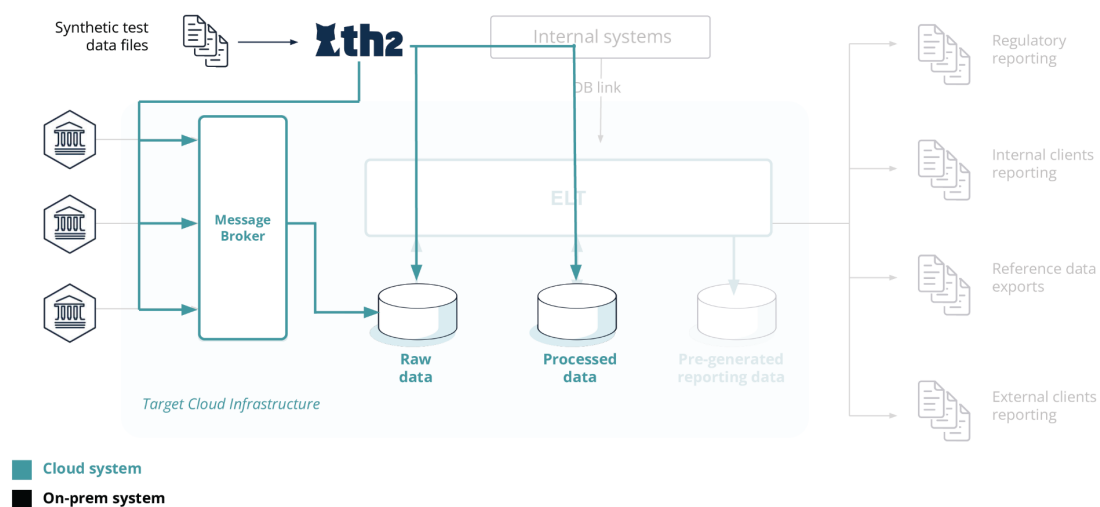 Synthetic test
data files
th2
Internal systems
DB link
Regulatory
reporting
Internal clients
reporting
ELT
Message
Broker
Reference data
exports
Raw
data
Processed
data
Pre-generated
reporting data
External clients
reporting
Target Cloud Infrastructure
Cloud system
On-prem system